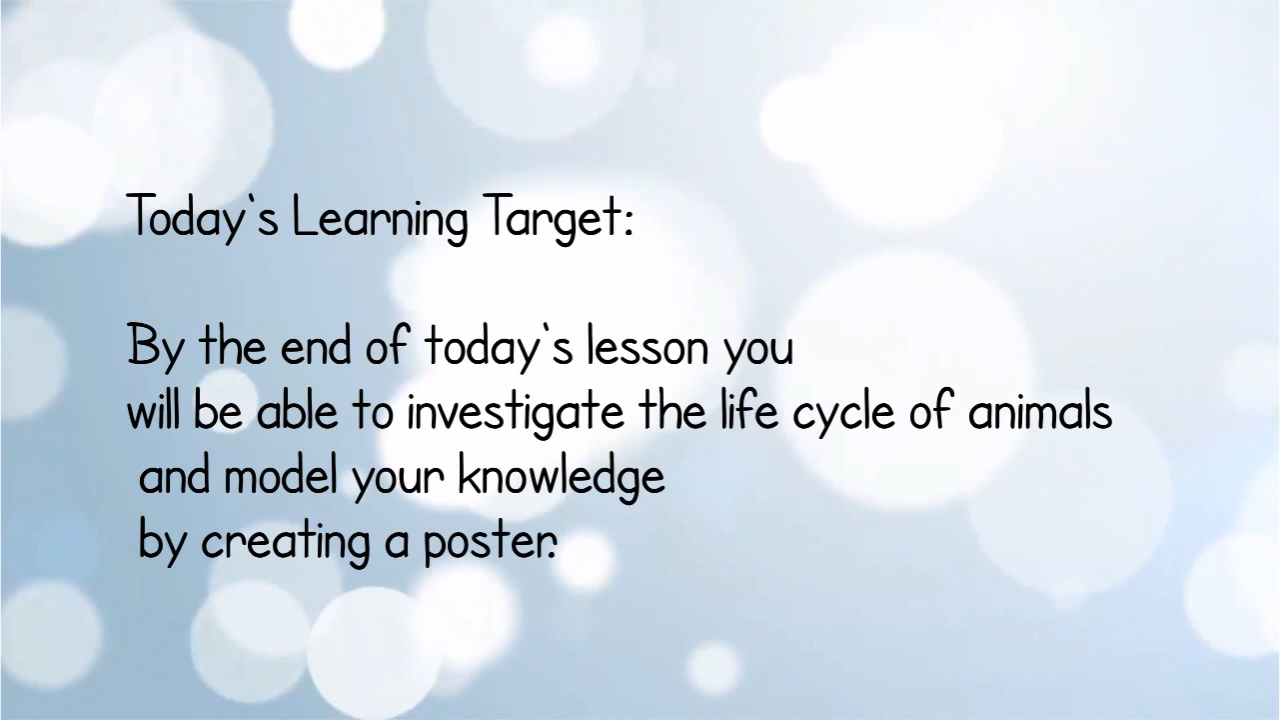 Today's Learning Target:
By the end of today's lesson you
will be able to investigate the life cycle of animals
and model your knowledge
by creating a poster.